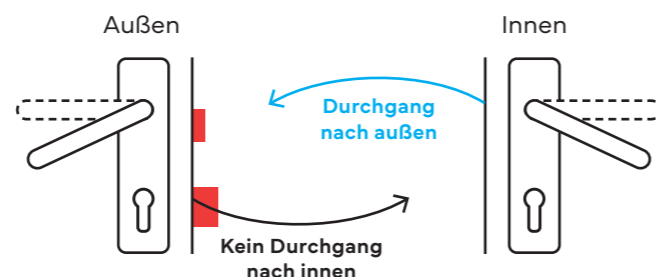 Außen
Innen
Durchgang
nach außen
Kein Durchgang
nach innen